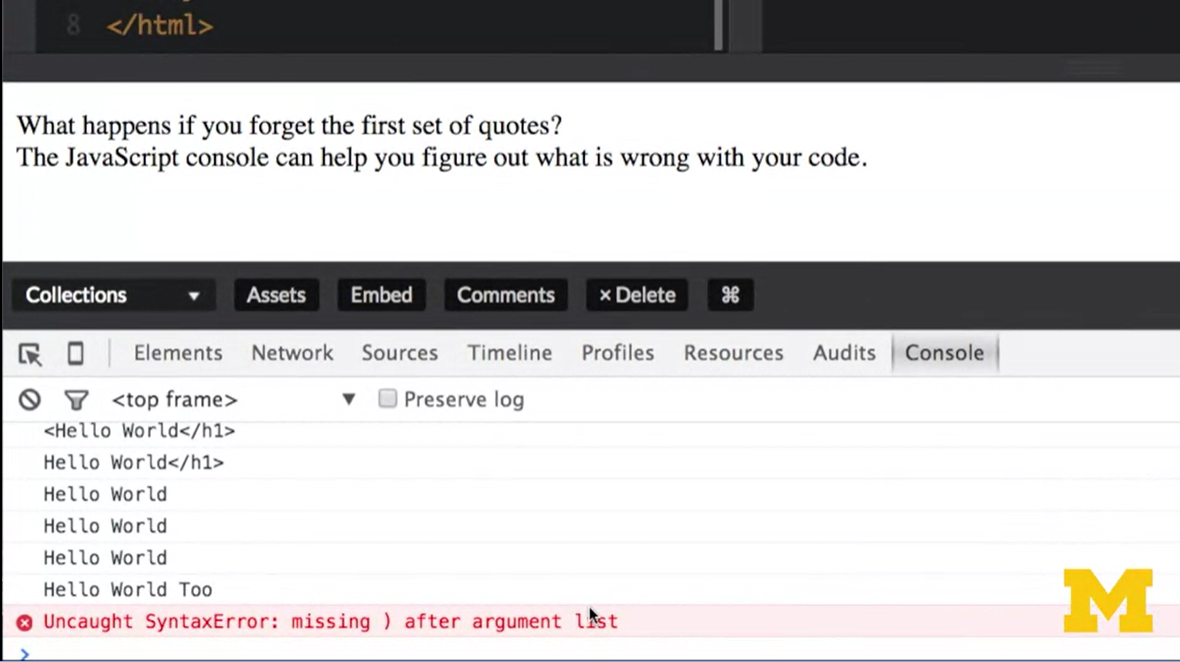 8 </html>
What happens if you forget the first set of quotes?
The JavaScript console can help you figure out what is wrong with your code.
Collections ▼ Assets Embed Comments × Delete ⌘
Elements Network Sources Timeline Profiles Resources Audits Console
<top frame> ▼ Preserve log
<Hello World</h1>
Hello World</h1>
Hello World
Hello World
Hello World
Hello World Too
Uncaught SyntaxError: missing ) after argument list
>
M